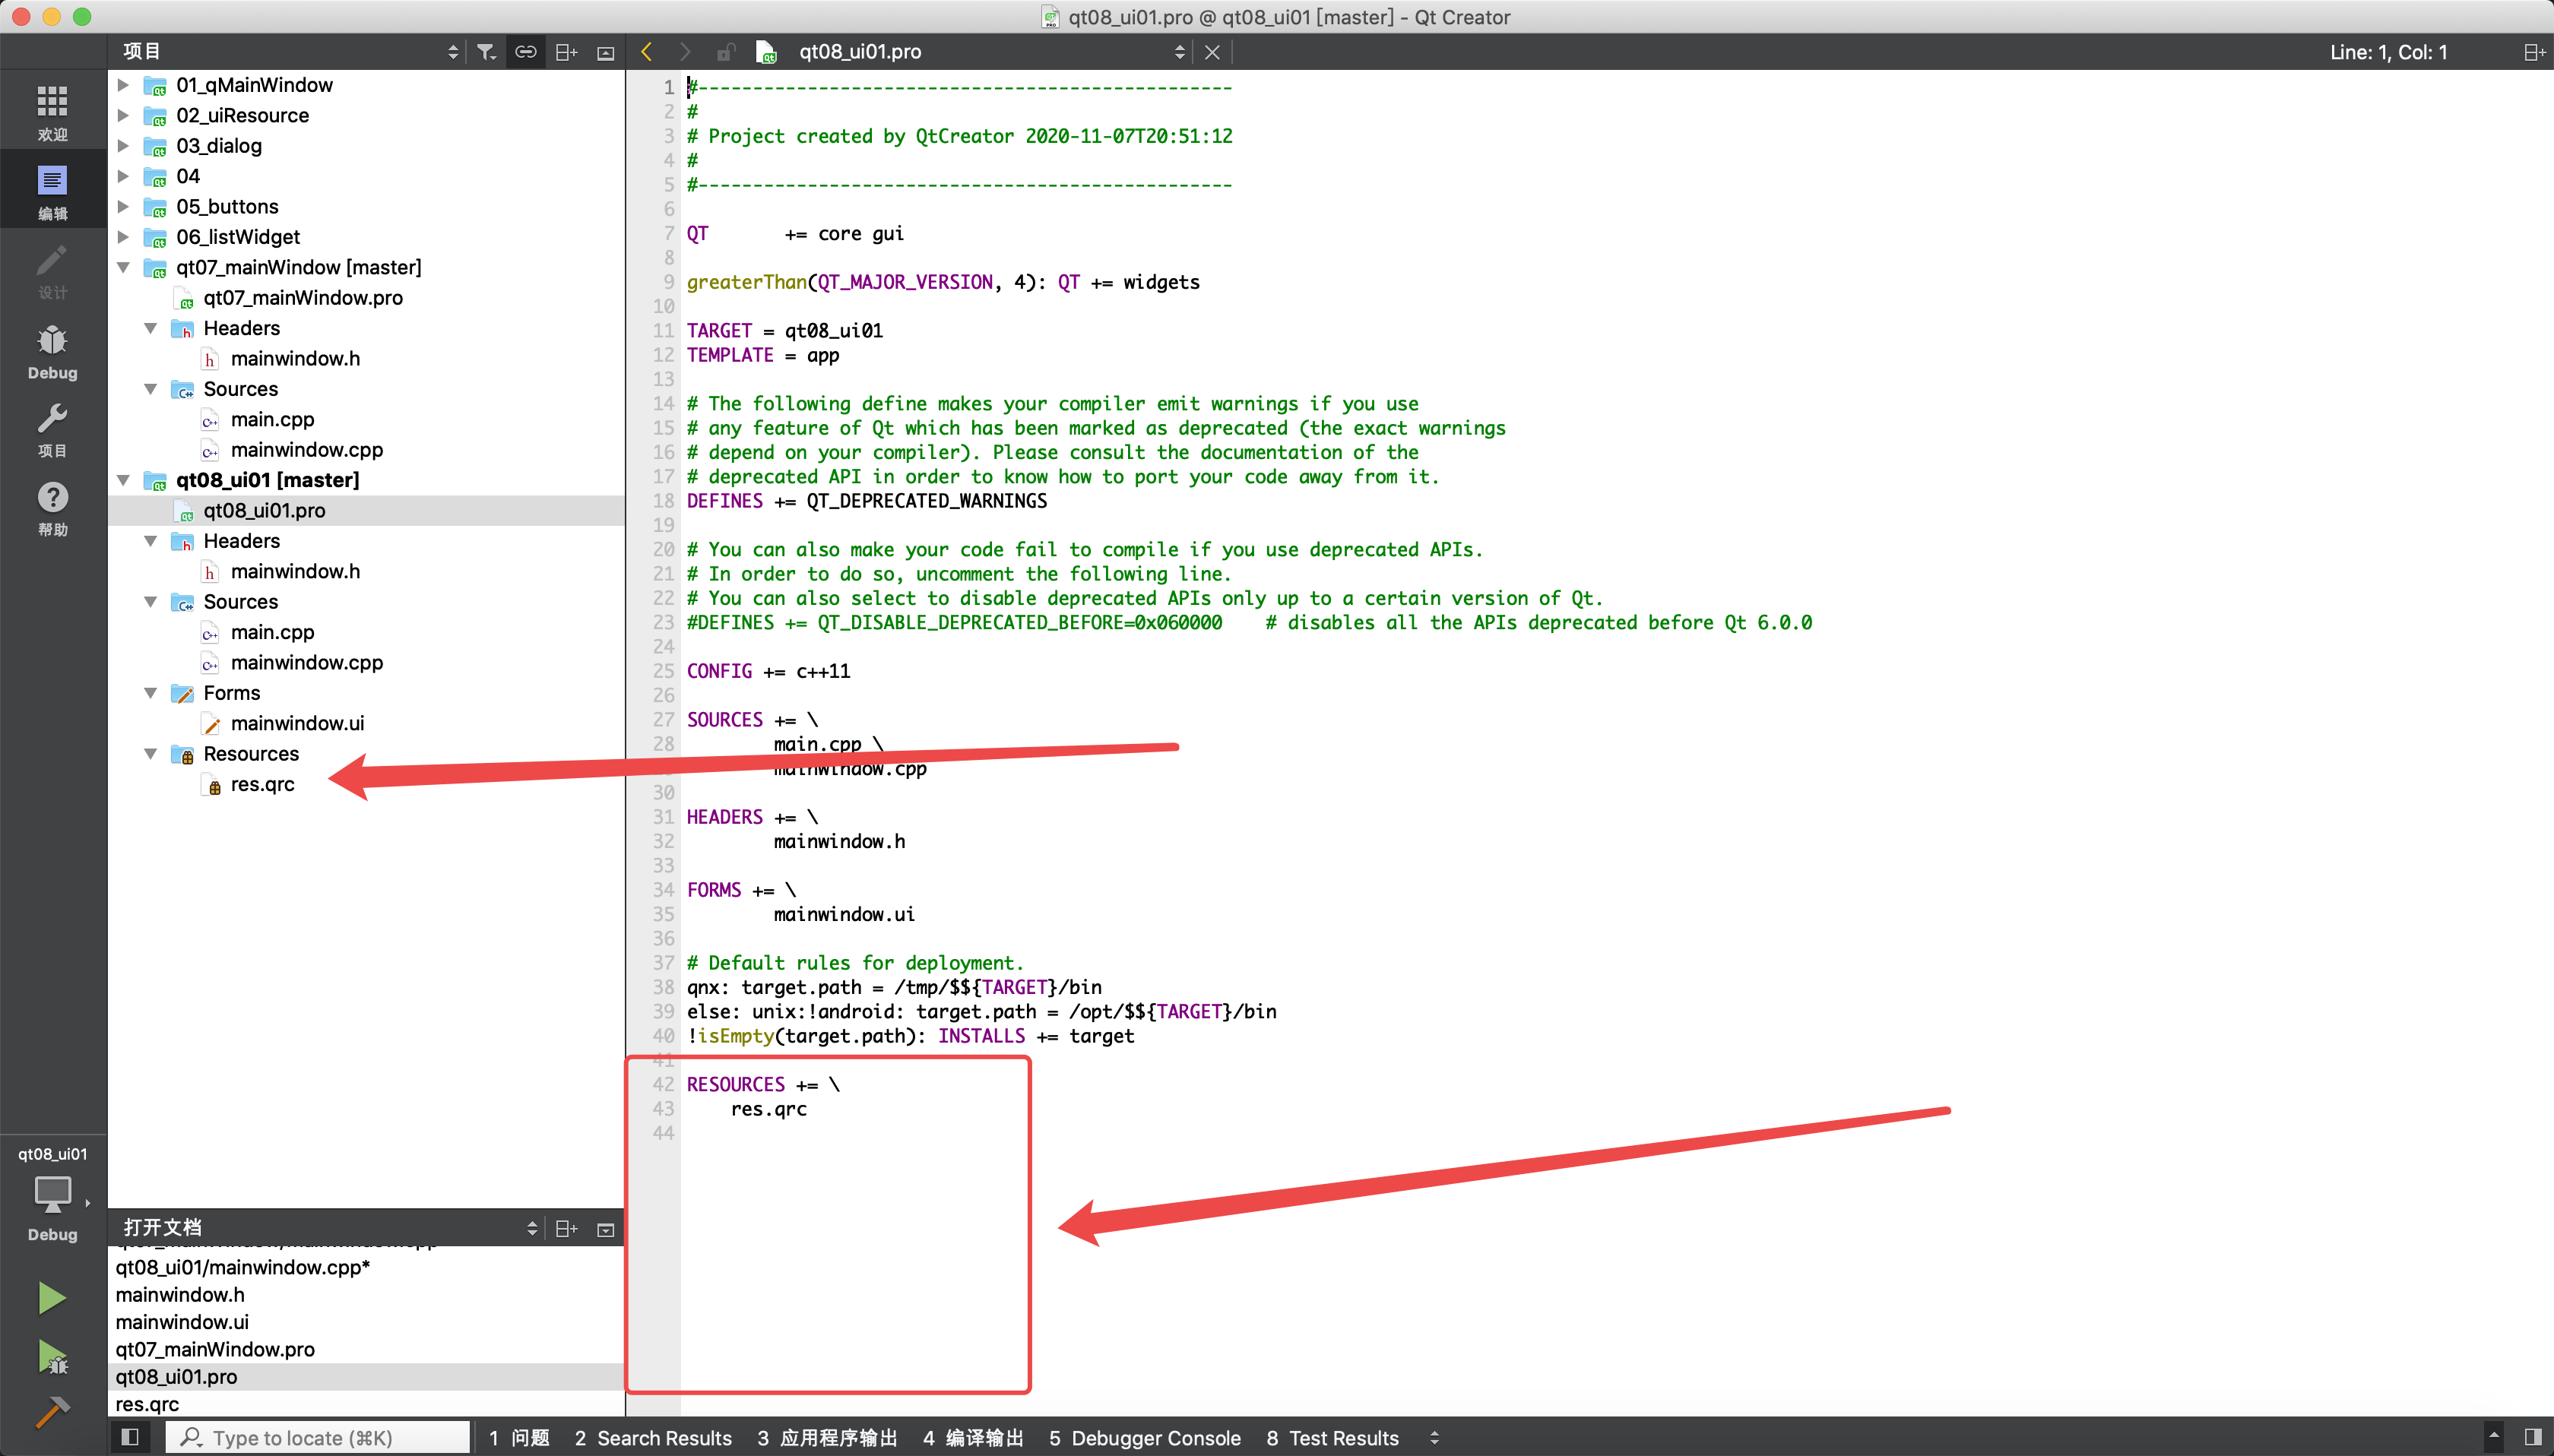 qt08_ui01.pro @ qt08_ui01 [master] - Qt Creator
项目
qt08_ui01.pro
Line: 1, Col: 1
欢迎
编辑
设计
Debug
项目
帮助
qt08_ui01
Debug
01_qMainWindow
02_uiResource
03_dialog
04
05_buttons
06_listWidget
qt07_mainWindow [master]
qt07_mainWindow.pro
Headers
mainwindow.h
Sources
main.cpp
mainwindow.cpp
qt08_ui01 [master]
qt08_ui01.pro
Headers
mainwindow.h
Sources
main.cpp
mainwindow.cpp
Forms
mainwindow.ui
Resources
res.qrc
打开文档
qt08_ui01/mainwindow.cpp*
mainwindow.h
mainwindow.ui
qt07_mainWindow.pro
qt08_ui01.pro
res.qrc
1 #-------------------------------------------------
2 #
3 # Project created by QtCreator 2020-11-07T20:51:12
4 #
5 #-------------------------------------------------
6
7 QT       += core gui
8
9 greaterThan(QT_MAJOR_VERSION, 4): QT += widgets
10
11 TARGET = qt08_ui01
12 TEMPLATE = app
13
14 # The following define makes your compiler emit warnings if you use
15 # any feature of Qt which has been marked as deprecated (the exact warnings
16 # depend on your compiler). Please consult the documentation of the
17 # deprecated API in order to know how to port your code away from it.
18 DEFINES += QT_DEPRECATED_WARNINGS
19
20 # You can also make your code fail to compile if you use deprecated APIs.
21 # In order to do so, uncomment the following line.
22 # You can also select to disable deprecated APIs only up to a certain version of Qt.
23 #DEFINES += QT_DISABLE_DEPRECATED_BEFORE=0x060000    # disables all the APIs deprecated before Qt 6.0.0
24
25 CONFIG += c++11
26
27 SOURCES += \
28         main.cpp \
mainwindow.cpp
30
31 HEADERS += \
32         mainwindow.h
33
34 FORMS += \
35         mainwindow.ui
36
37 # Default rules for deployment.
38 qnx: target.path = /tmp/$${TARGET}/bin
39 else: unix:!android: target.path = /opt/$${TARGET}/bin
40 !isEmpty(target.path): INSTALLS += target
41
42 RESOURCES += \
43     res.qrc
44
Type to locate (⌘K)
1 问题
2 Search Results
3 应用程序输出
4 编译输出
5 Debugger Console
8 Test Results